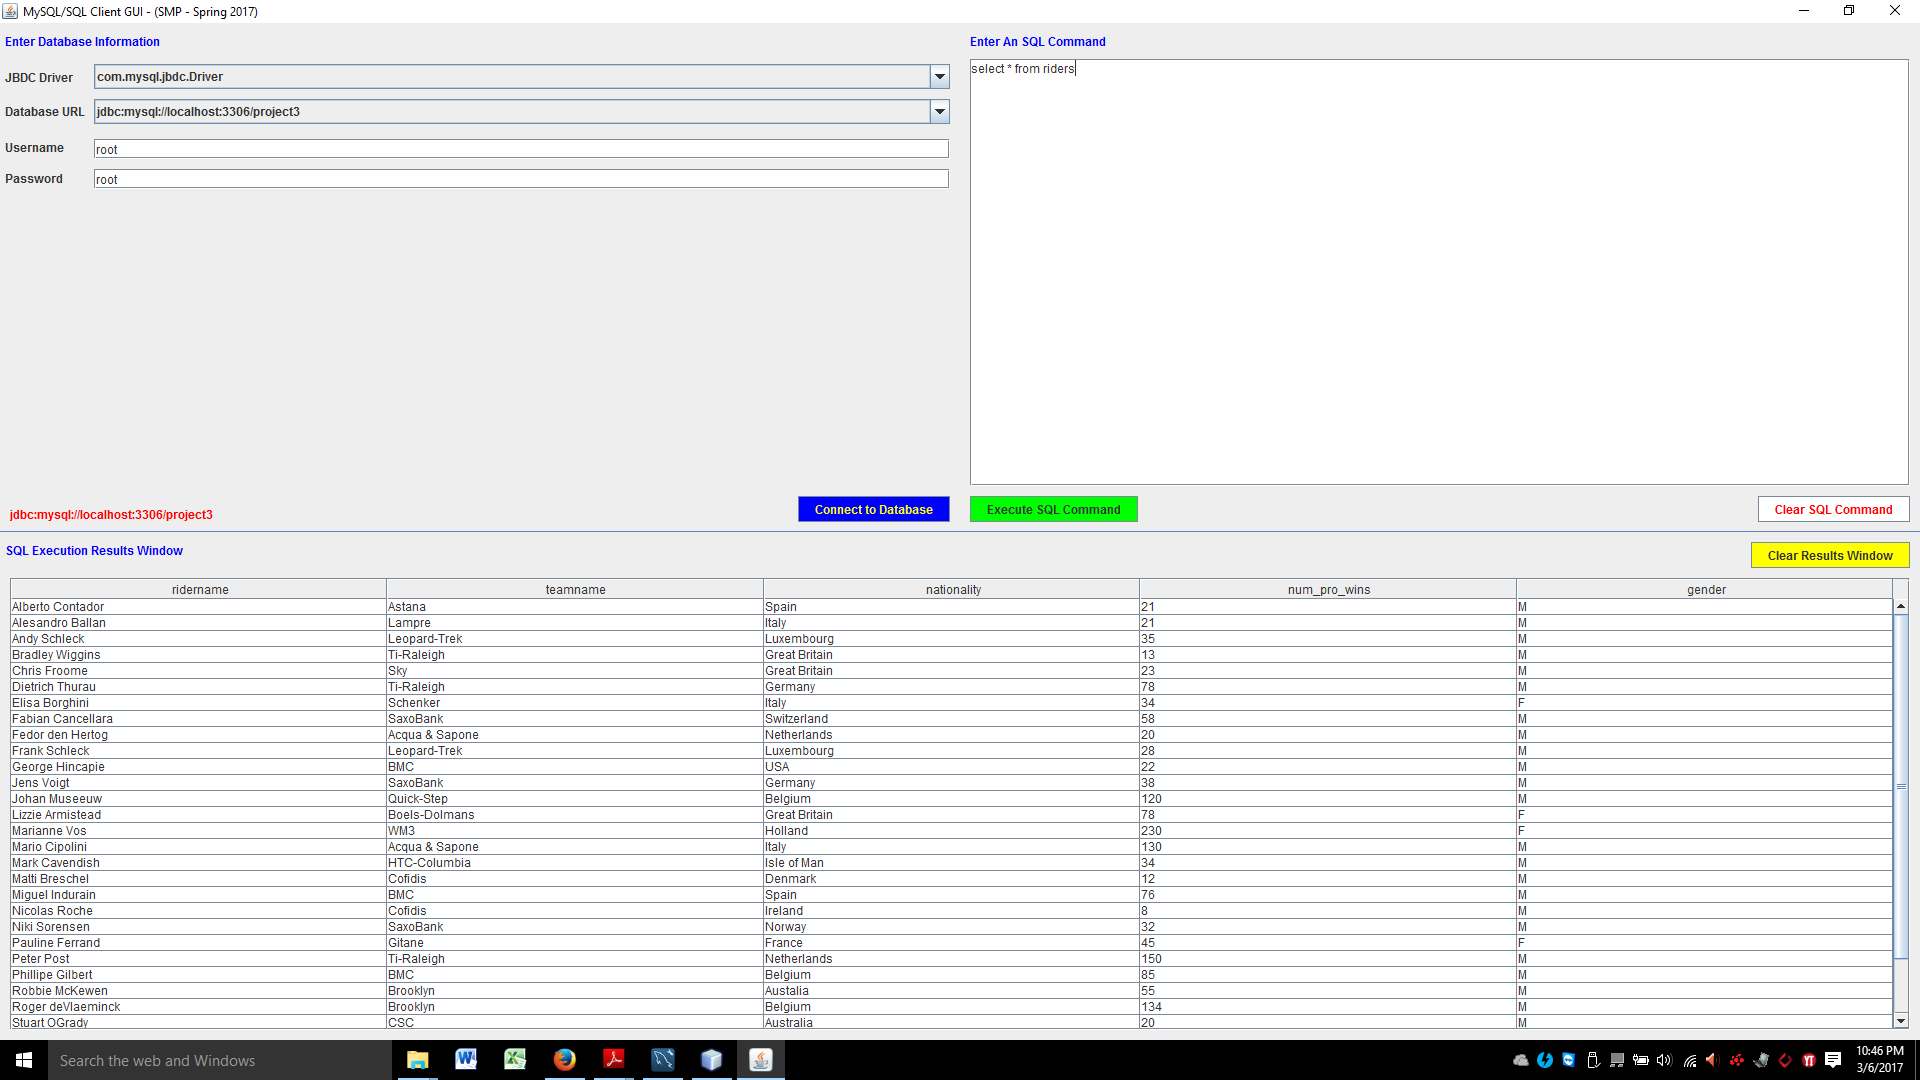 MySQL/SQL Client GUI - (SMP - Spring 2017)
Enter Database Information
JBDC Driver com.mysql.jbdc.Driver
Database URL jdbc:mysql://localhost:3306/project3
Username root
Password root
jdbc:mysql://localhost:3306/project3
Connect to Database
Enter An SQL Command
select * from riders
Execute SQL Command
Clear SQL Command
SQL Execution Results Window
Clear Results Window
ridername teamname nationality num_pro_wins gender
Alberto Contador Astana Spain 21 M
Alesandro Ballan Lampre Italy 21 M
Andy Schleck Leopard-Trek Luxembourg 35 M
Bradley Wiggins Ti-Raleigh Great Britain 13 M
Chris Froome Sky Great Britain 23 M
Dietrich Thurau Ti-Raleigh Germany 78 M
Elisa Borghini Schenker Italy 34 F
Fabian Cancellara SaxoBank Switzerland 58 M
Fedor den Hertog Acqua & Sapone Netherlands 20 M
Frank Schleck Leopard-Trek Luxembourg 28 M
George Hincapie BMC USA 22 M
Jens Voigt SaxoBank Germany 38 M
Johan Museeuw Quick-Step Belgium 120 M
Lizzie Armistead Boels-Dolmans Great Britain 78 F
Marianne Vos WM3 Holland 230 F
Mario Cipolini Acqua & Sapone Italy 130 M
Mark Cavendish HTC-Columbia Isle of Man 34 M
Matti Breschel Cofidis Denmark 12 M
Miguel Indurain BMC Spain 76 M
Nicolas Roche Cofidis Ireland 8 M
Niki Sorensen SaxoBank Norway 32 M
Pauline Ferrand Gitane France 45 F
Peter Post Ti-Raleigh Netherlands 150 M
Phillipe Gilbert BMC Belgium 85 M
Robbie McKewen Brooklyn Austalia 55 M
Roger deVlaeminck Brooklyn Belgium 134 M
Stuart OGrady CSC Australia 20 M
Search the web and Windows
10:46 PM
3/6/2017